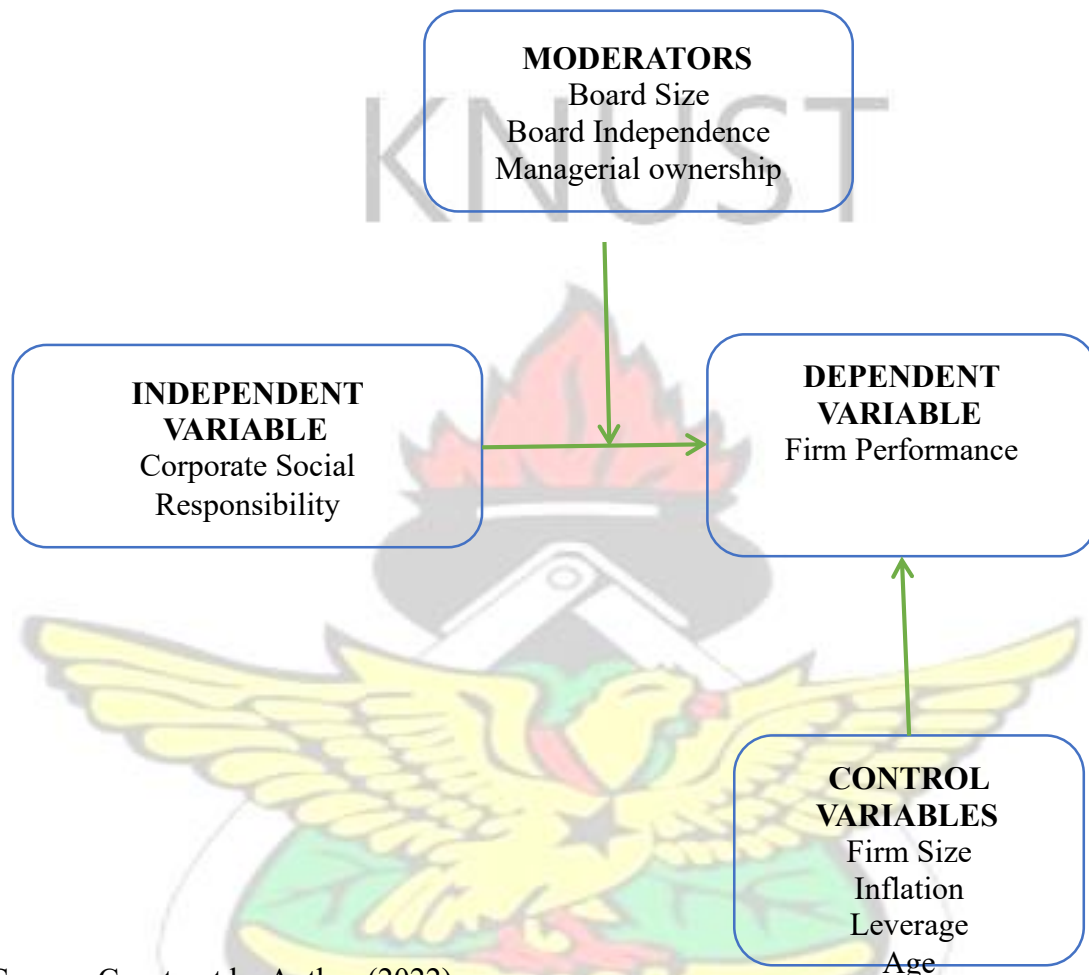 KNUST
MODERATORS
Board Size
Board Independence
Managerial ownership
INDEPENDENT
VARIABLE
Corporate Social
Responsibility
DEPENDENT
VARIABLE
Firm Performance
CONTROL
VARIABLES
Firm Size
Inflation
Leverage
Age
(2022)